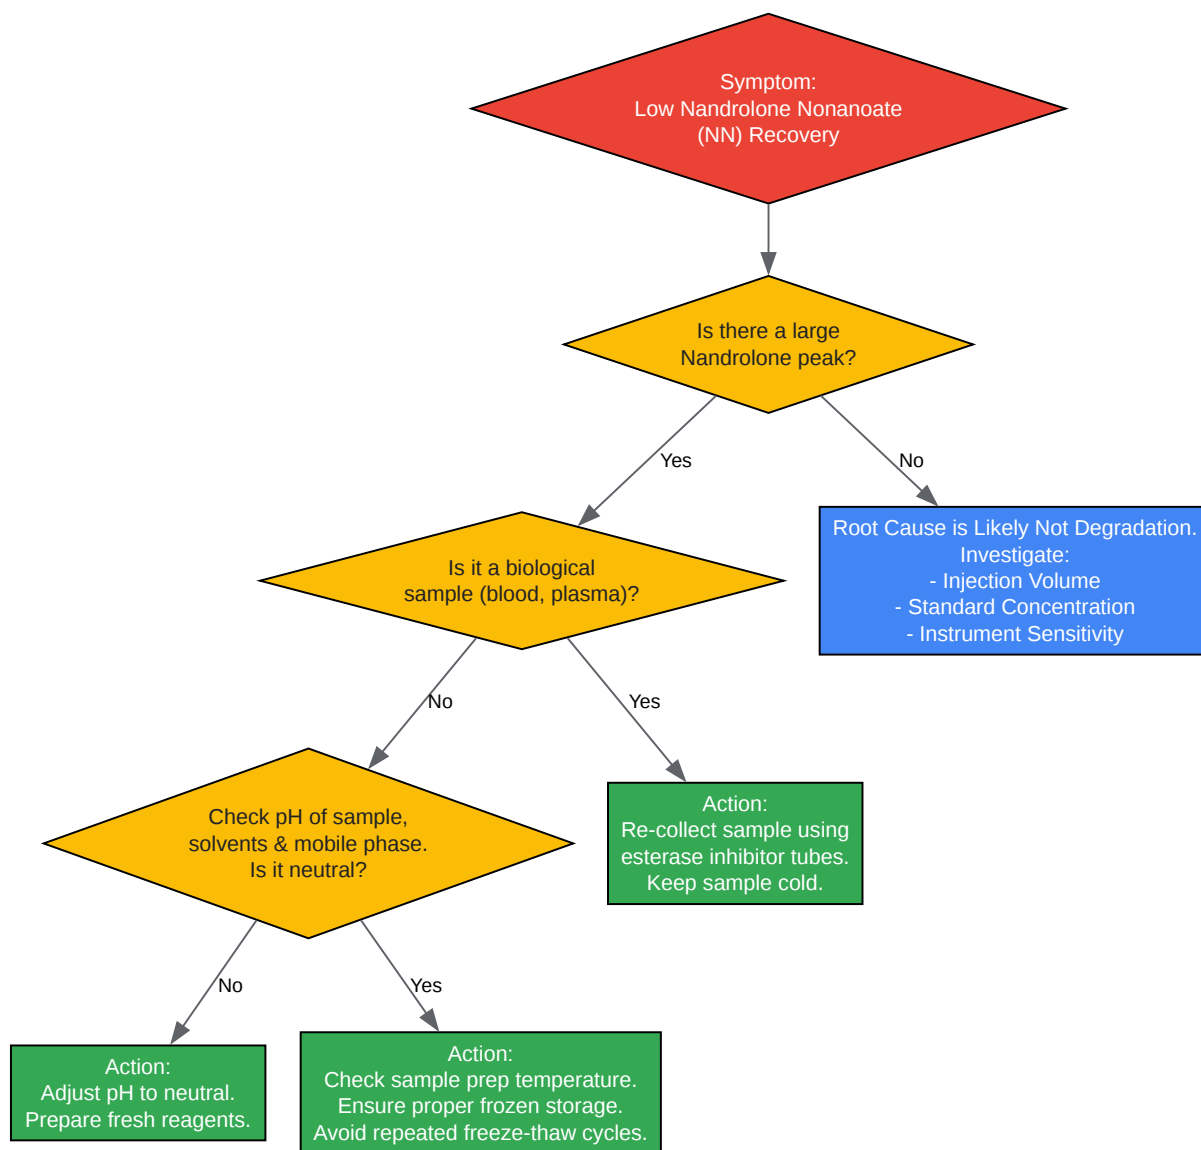 Symptom:
Low Nandrolone Nonanoate
(NN) Recovery
Is there a large
Nandrolone peak?
Yes
No
Is it a biological
sample (blood, plasma)?
Root Cause is Likely Not Degradation.
Investigate:
- Injection Volume
- Standard Concentration
- Instrument Sensitivity
No
Yes
Check pH of sample,
solvents & mobile phase.
Is it neutral?
Action:
Re-collect sample using
esterase inhibitor tubes.
Keep sample cold.
No
Yes
Action:
Adjust pH to neutral.
Prepare fresh reagents.
Action:
Check sample prep temperature.
Ensure proper frozen storage.
Avoid repeated freeze-thaw cycles.